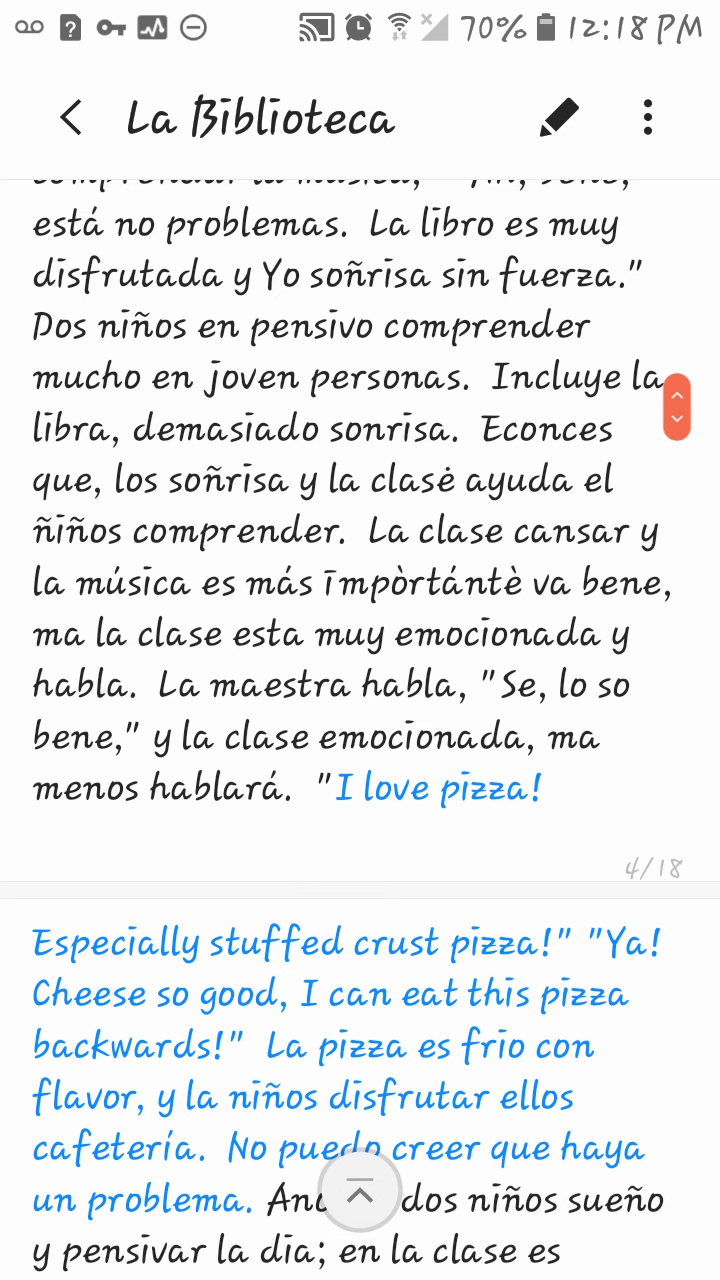 70% 12:18 PM
La Biblioteca
está no problemas. La libro es muy
disfrutada y Yo soñrisa sin fuerza."
Dos niños en pensivo comprender
mucho en joven personas. Incluye la
libra, demasiado sonrisa. Econces
que, los soñrisa y la clasė ayuda el
ñiños comprender. La clase cansar y
la música es más īmpòrtántè va bene,
ma la clase esta muy emocionada y
habla. La maestra habla, "Se, lo so
bene," y la clase emocionada, ma
menos hablará. "I love pizza!
4/18
Especially stuffed crust pizza!" "Ya!
Cheese so good, I can eat this pizza
backwards!" La pizza es frio con
flavor, y la niños disfrutar ellos
cafetería. No puedo creer que haya
un problema. dos niños sueño
y pensivar la dia; en la clase es